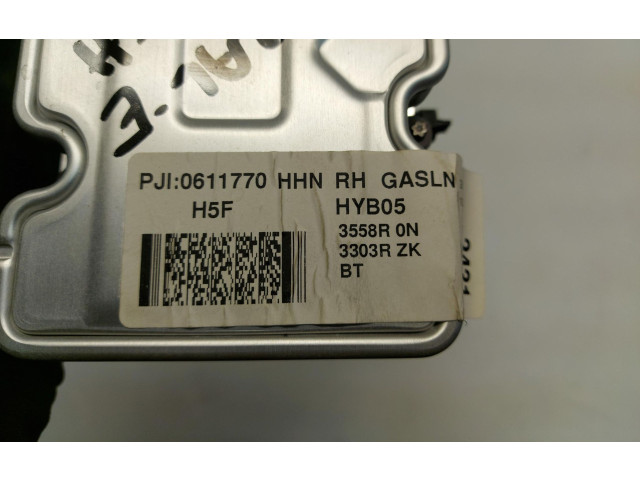 PJI:0611770 HHN RH GASLN
H5F HYB05
3558R 0N
3303R ZK
BT